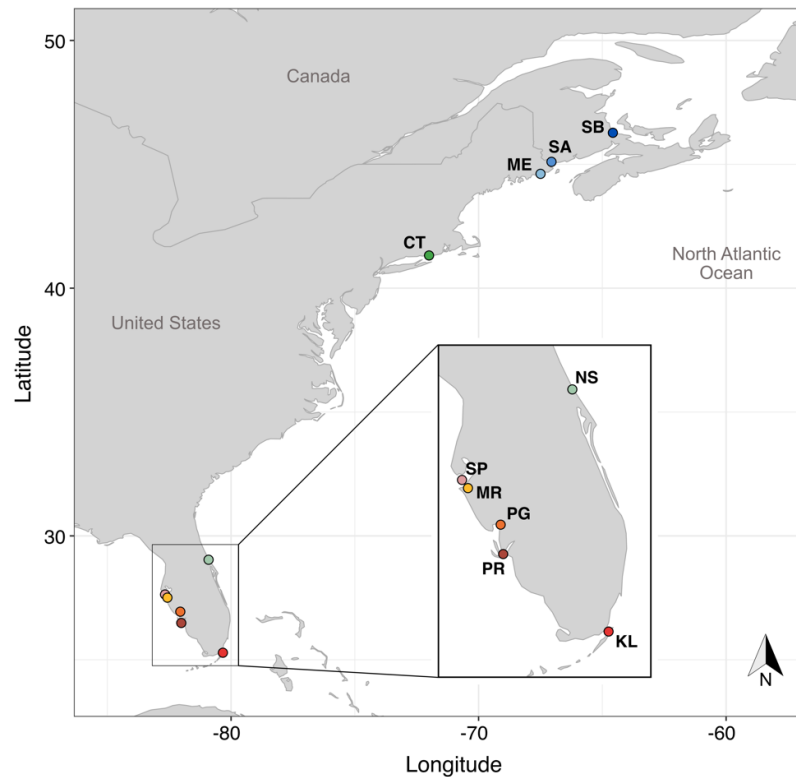 50
Canada
SB
SA
ME
CT
North Atlantic
Ocean
40
United States
Latitude
NS
SP
MR
PG
30
PR
KL
N
-80
-70
-60
Longitude